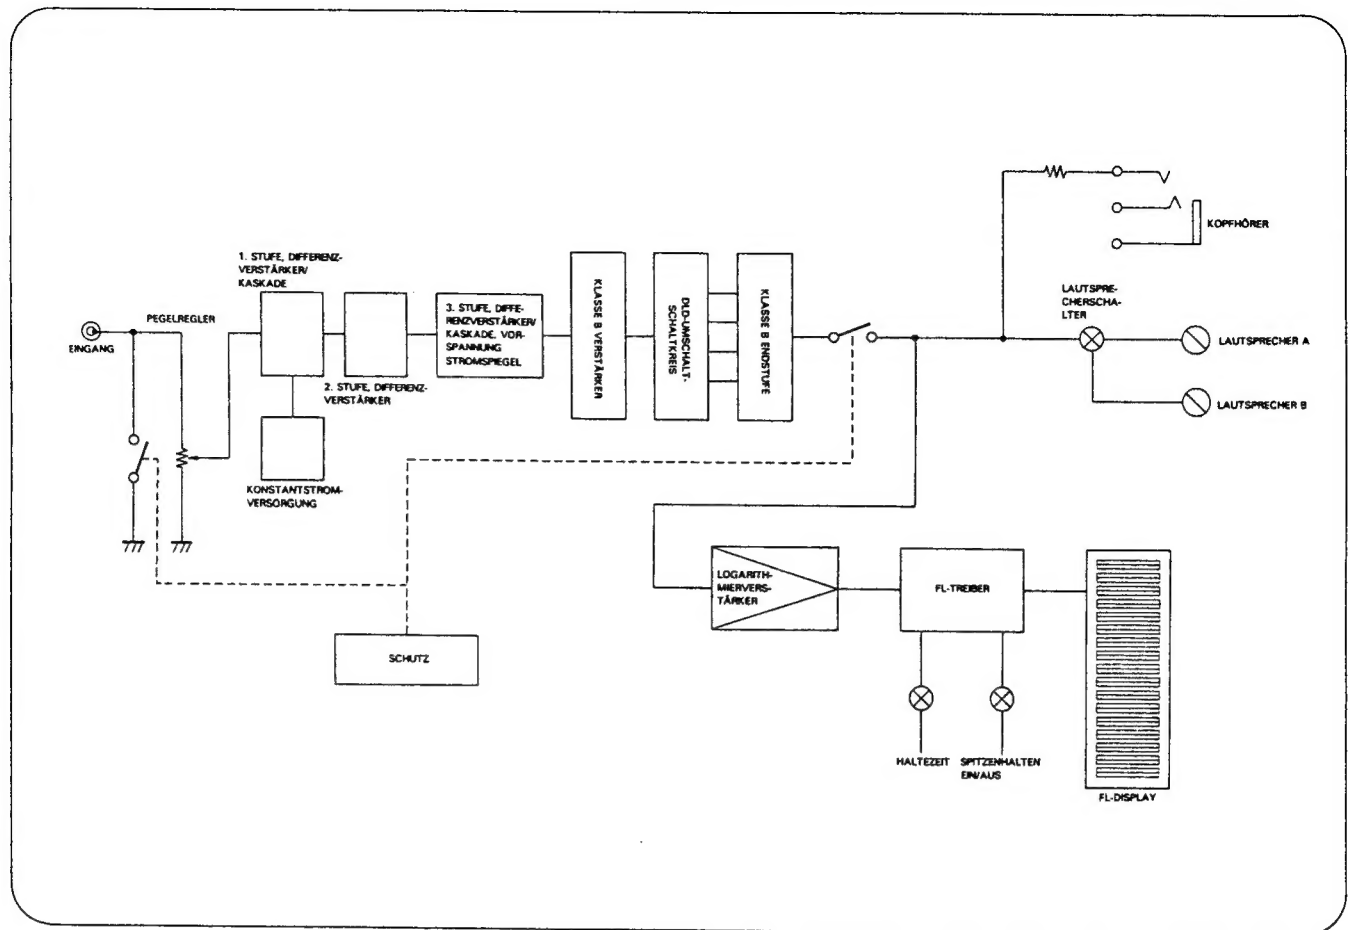 KOPFHÖRER
1. STUFE, DIFFERENZ-
VERSTÄRKER/
KASKADE
LAUTSPRE-
CHERSCHA-
LTER
PEGELREGLER
EINGANG
3. STUFE, DIFFE-
RENZVERSTÄRKER/
KASKADE, VOR-
SPANNUNG
STROMSPIEGEL
KLASSE B VERSTÄRKER
DLD-UMSCHALT-
SCHALTKREIS
KLASSE B ENDSTUFE
LAUTSPRECHER A
2. STUFE, DIFFERENZ-
VERSTÄRKER
LAUTSPRECHER B
KONSTANTSTROM-
VERSORGUNG
LOGARITH-
MIERVERS-
TÄRKER
FL-TREIBER
SCHUTZ
HALTEZEIT
SPITZENHALTEN
EIN/AUS
FL-DISPLAY